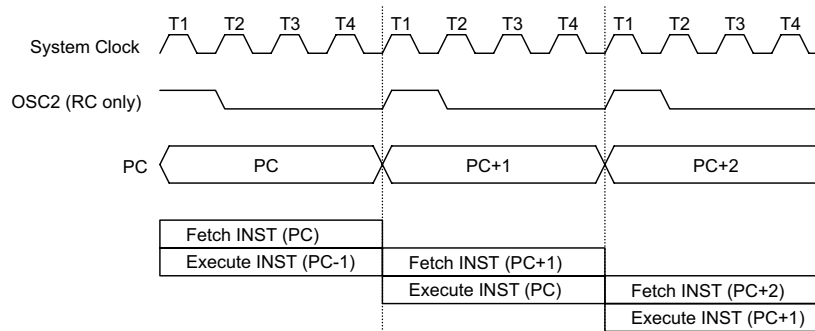 T1 T2 T3 T4 T1 T2 T3 T4 T1 T2 T3 T4
System Clock
OSC2 (RC only)
PC PC PC+1 PC+2
Fetch INST (PC)
Execute INST (PC-1) Fetch INST (PC+1)
Execute INST (PC) Fetch INST (PC+2)
Execute INST (PC+1)